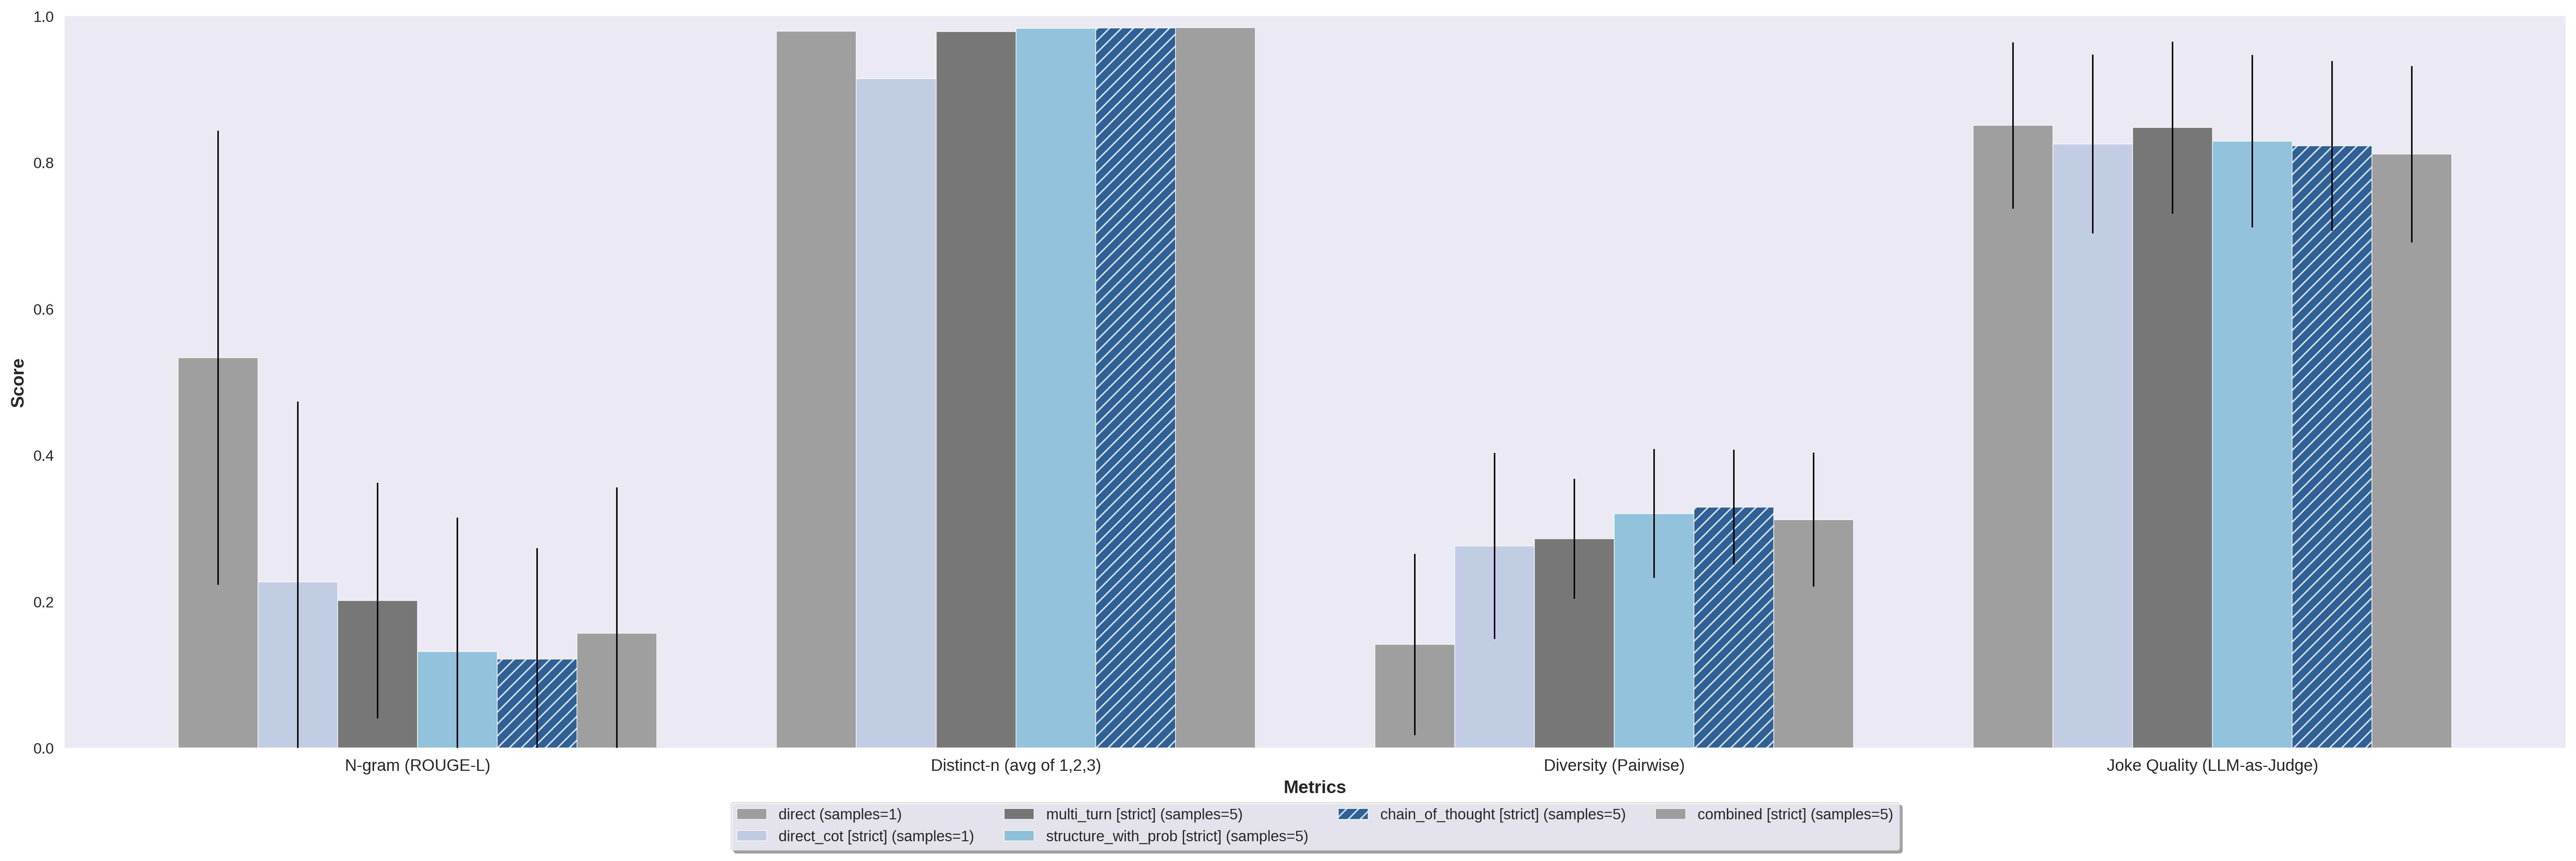 1.0
0.8
0.6
0.4
0.2
0.0
Score
N-gram (ROUGE-L)
Distinct-n (avg of 1,2,3)
Diversity (Pairwise)
Joke Quality (LLM-as-Judge)
Metrics
direct (samples=1)
direct_cot [strict] (samples=1)
multi_turn [strict] (samples=5)
structure_with_prob [strict] (samples=5)
chain_of_thought [strict] (samples=5)
combined [strict] (samples=5)